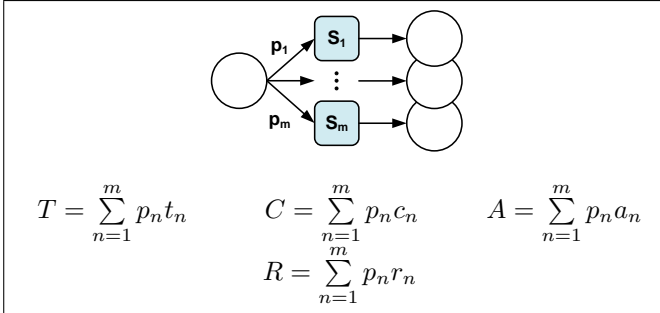 p₁ S₁
⋮
pₘ Sₘ
T = ∑ₙ₌₁ᵐ pₙtₙ C = ∑ₙ₌₁ᵐ pₙcₙ A = ∑ₙ₌₁ᵐ pₙaₙ
R = ∑ₙ₌₁ᵐ pₙrₙ